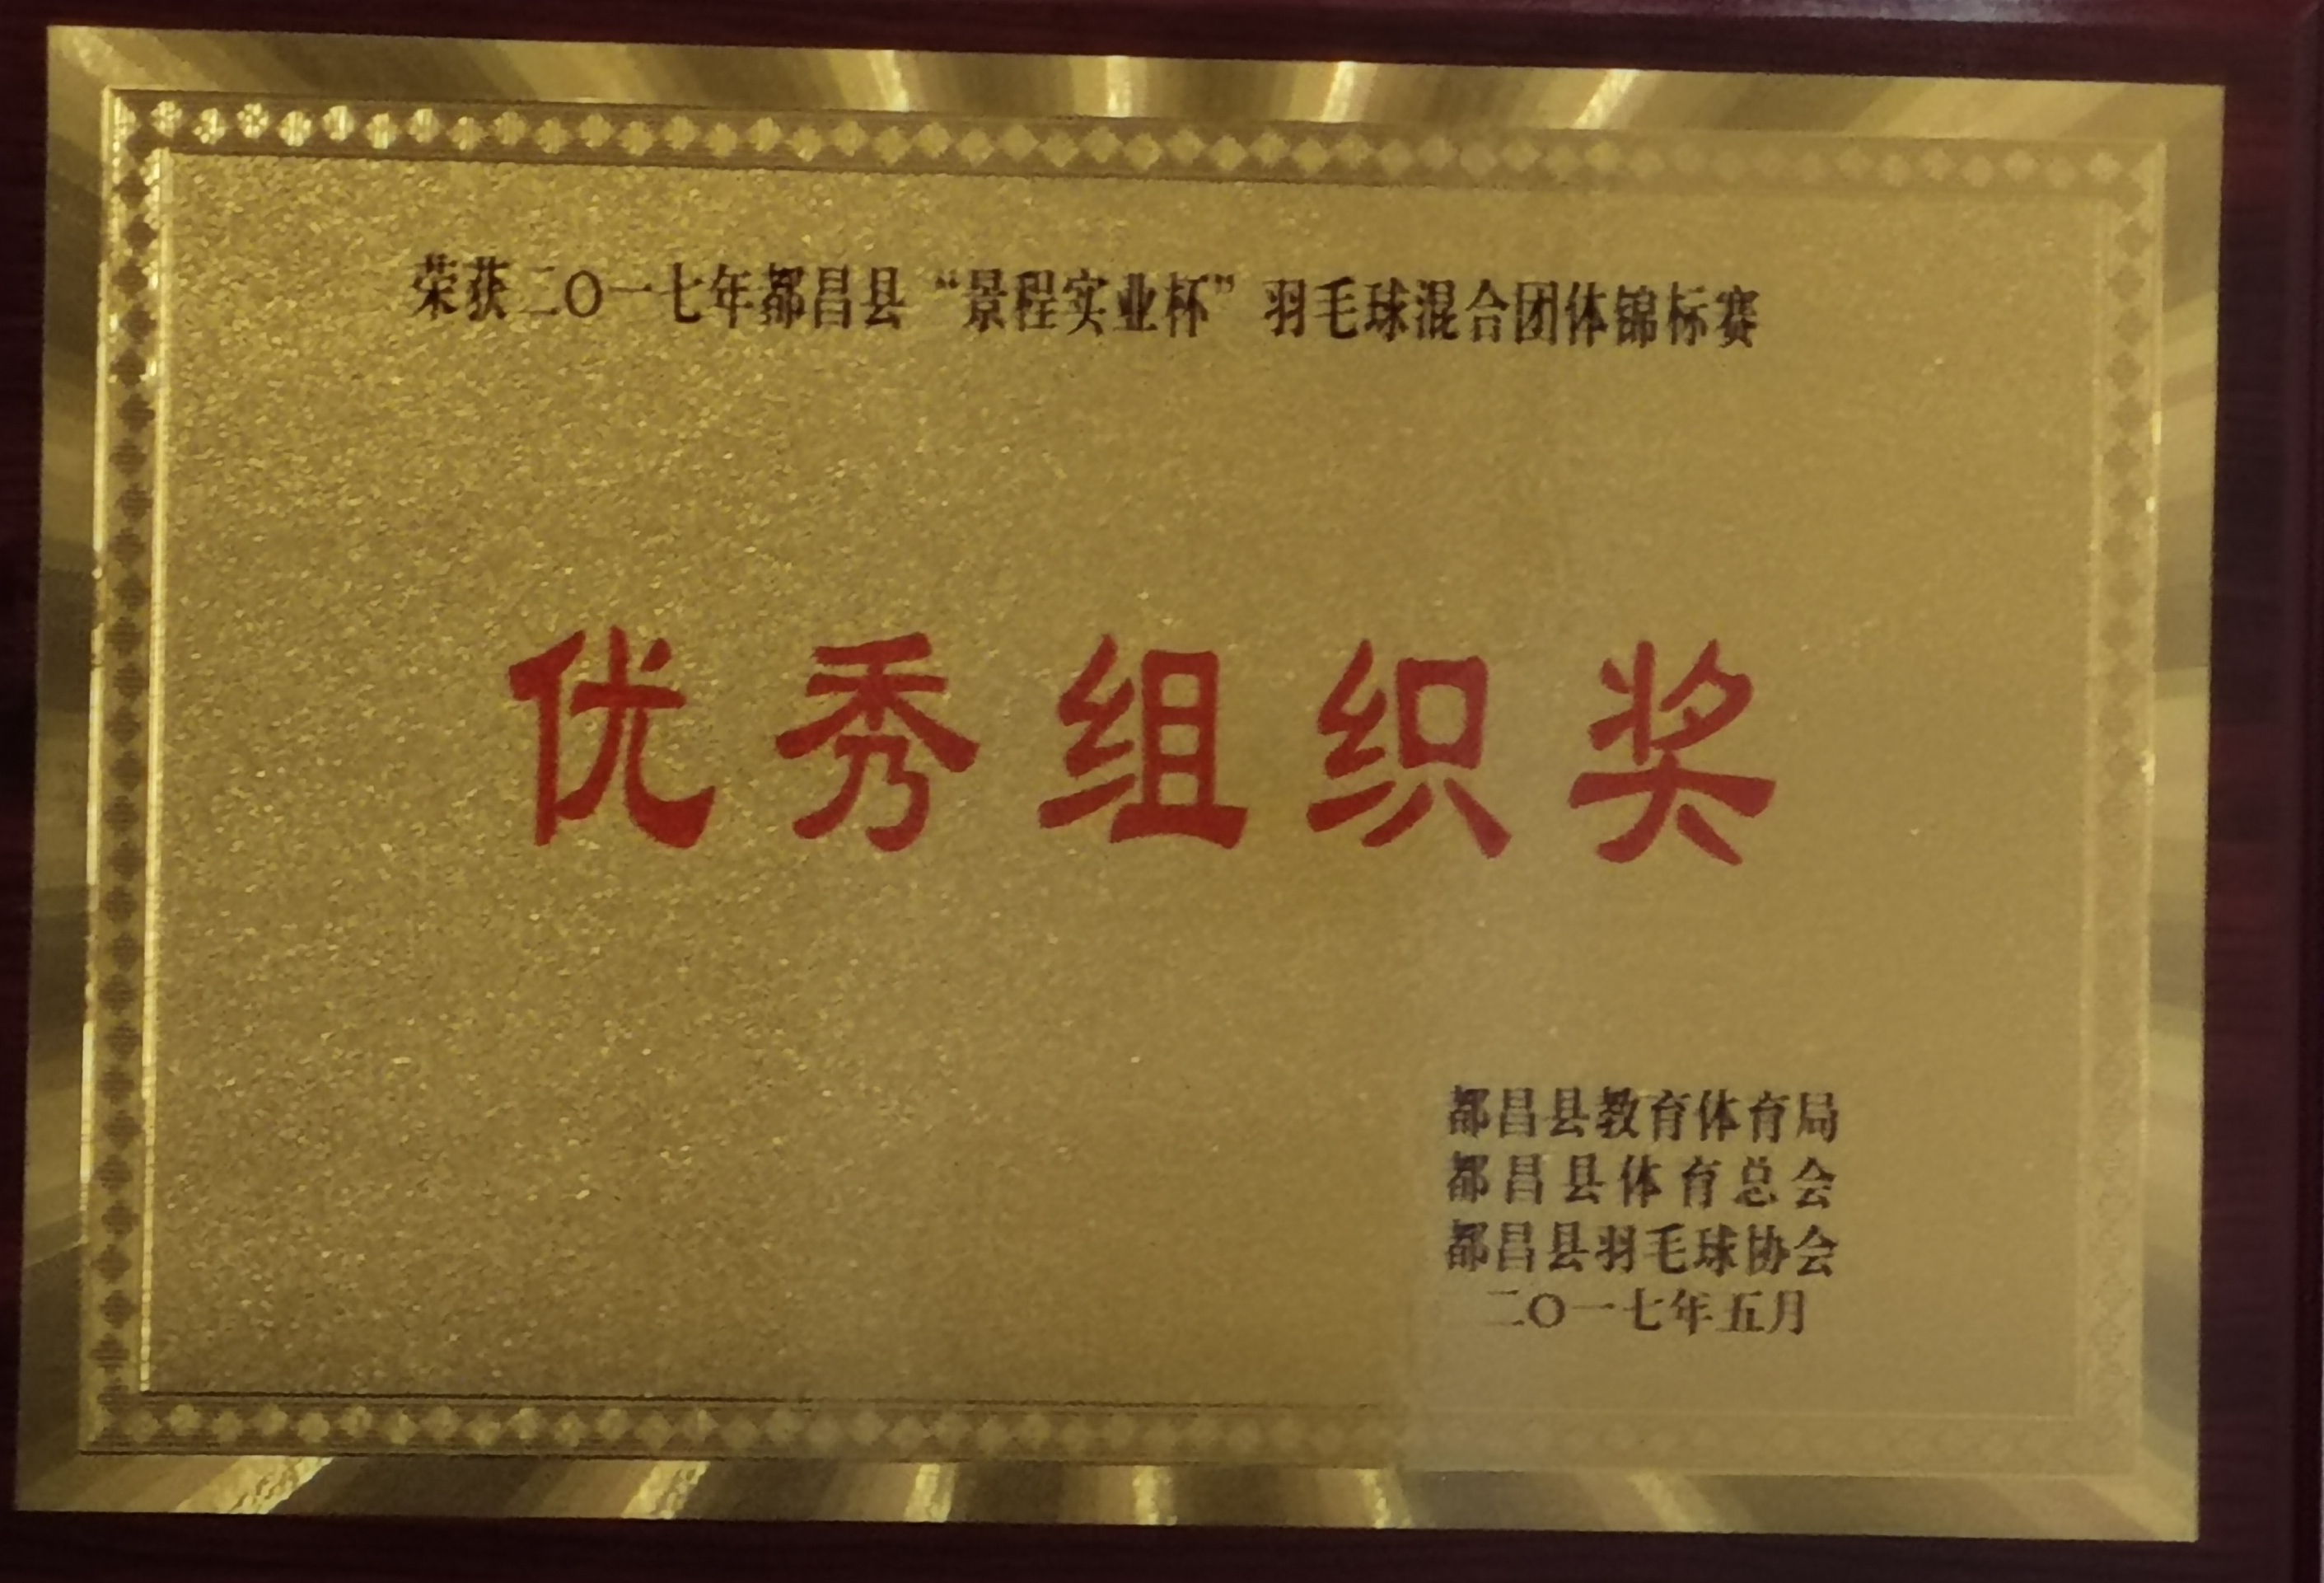 荣获二〇一七年都昌县“景程实业杯”羽毛球混合团体锦标赛
优秀组织奖
都昌县教育体育局
都昌县体育总会
都昌县羽毛球协会
二〇一七年五月